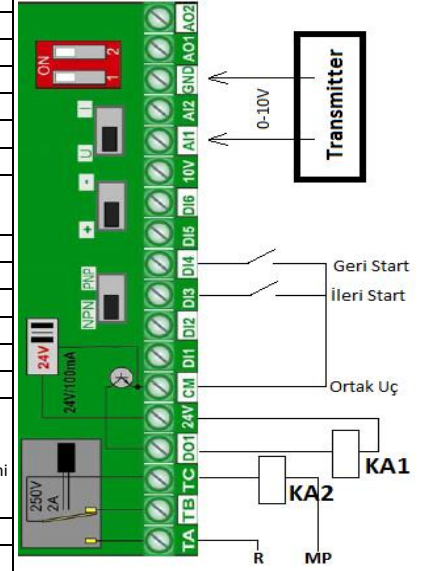 ON
1
2
I
U
-
+
PNP
NPN
24V
24V/100mA
250V
2A
AO2
AO1
GND
AI2
AI1
10V
DI6
DI5
DI4
DI3
DI2
DI1
CM
24V
DO1
TC
TB
TA
Transmitter
0-10V
Geri Start
İleri Start
Ortak Uç
KA1
KA2
R
MP
ni